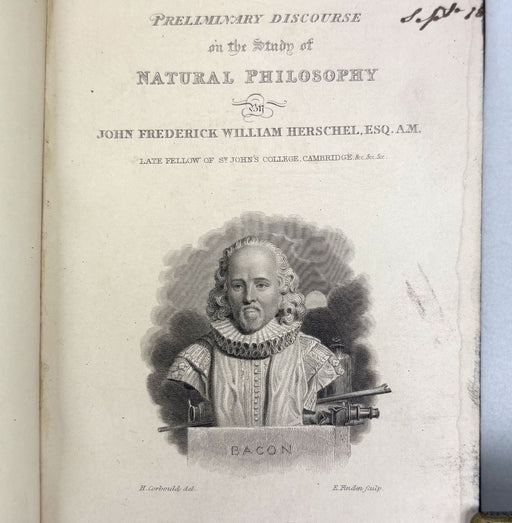 PRELIMINARY DISCOURSE
on the Study of
NATURAL PHILOSOPHY
By
JOHN FREDERICK WILLIAM HERSCHEL, ESQ. A.M.
LATE FELLOW OF ST. JOHN'S COLLEGE, CAMBRIDGE, &c. &c. &c.
BACON
H. Corbould, del. E. Finden sculp.